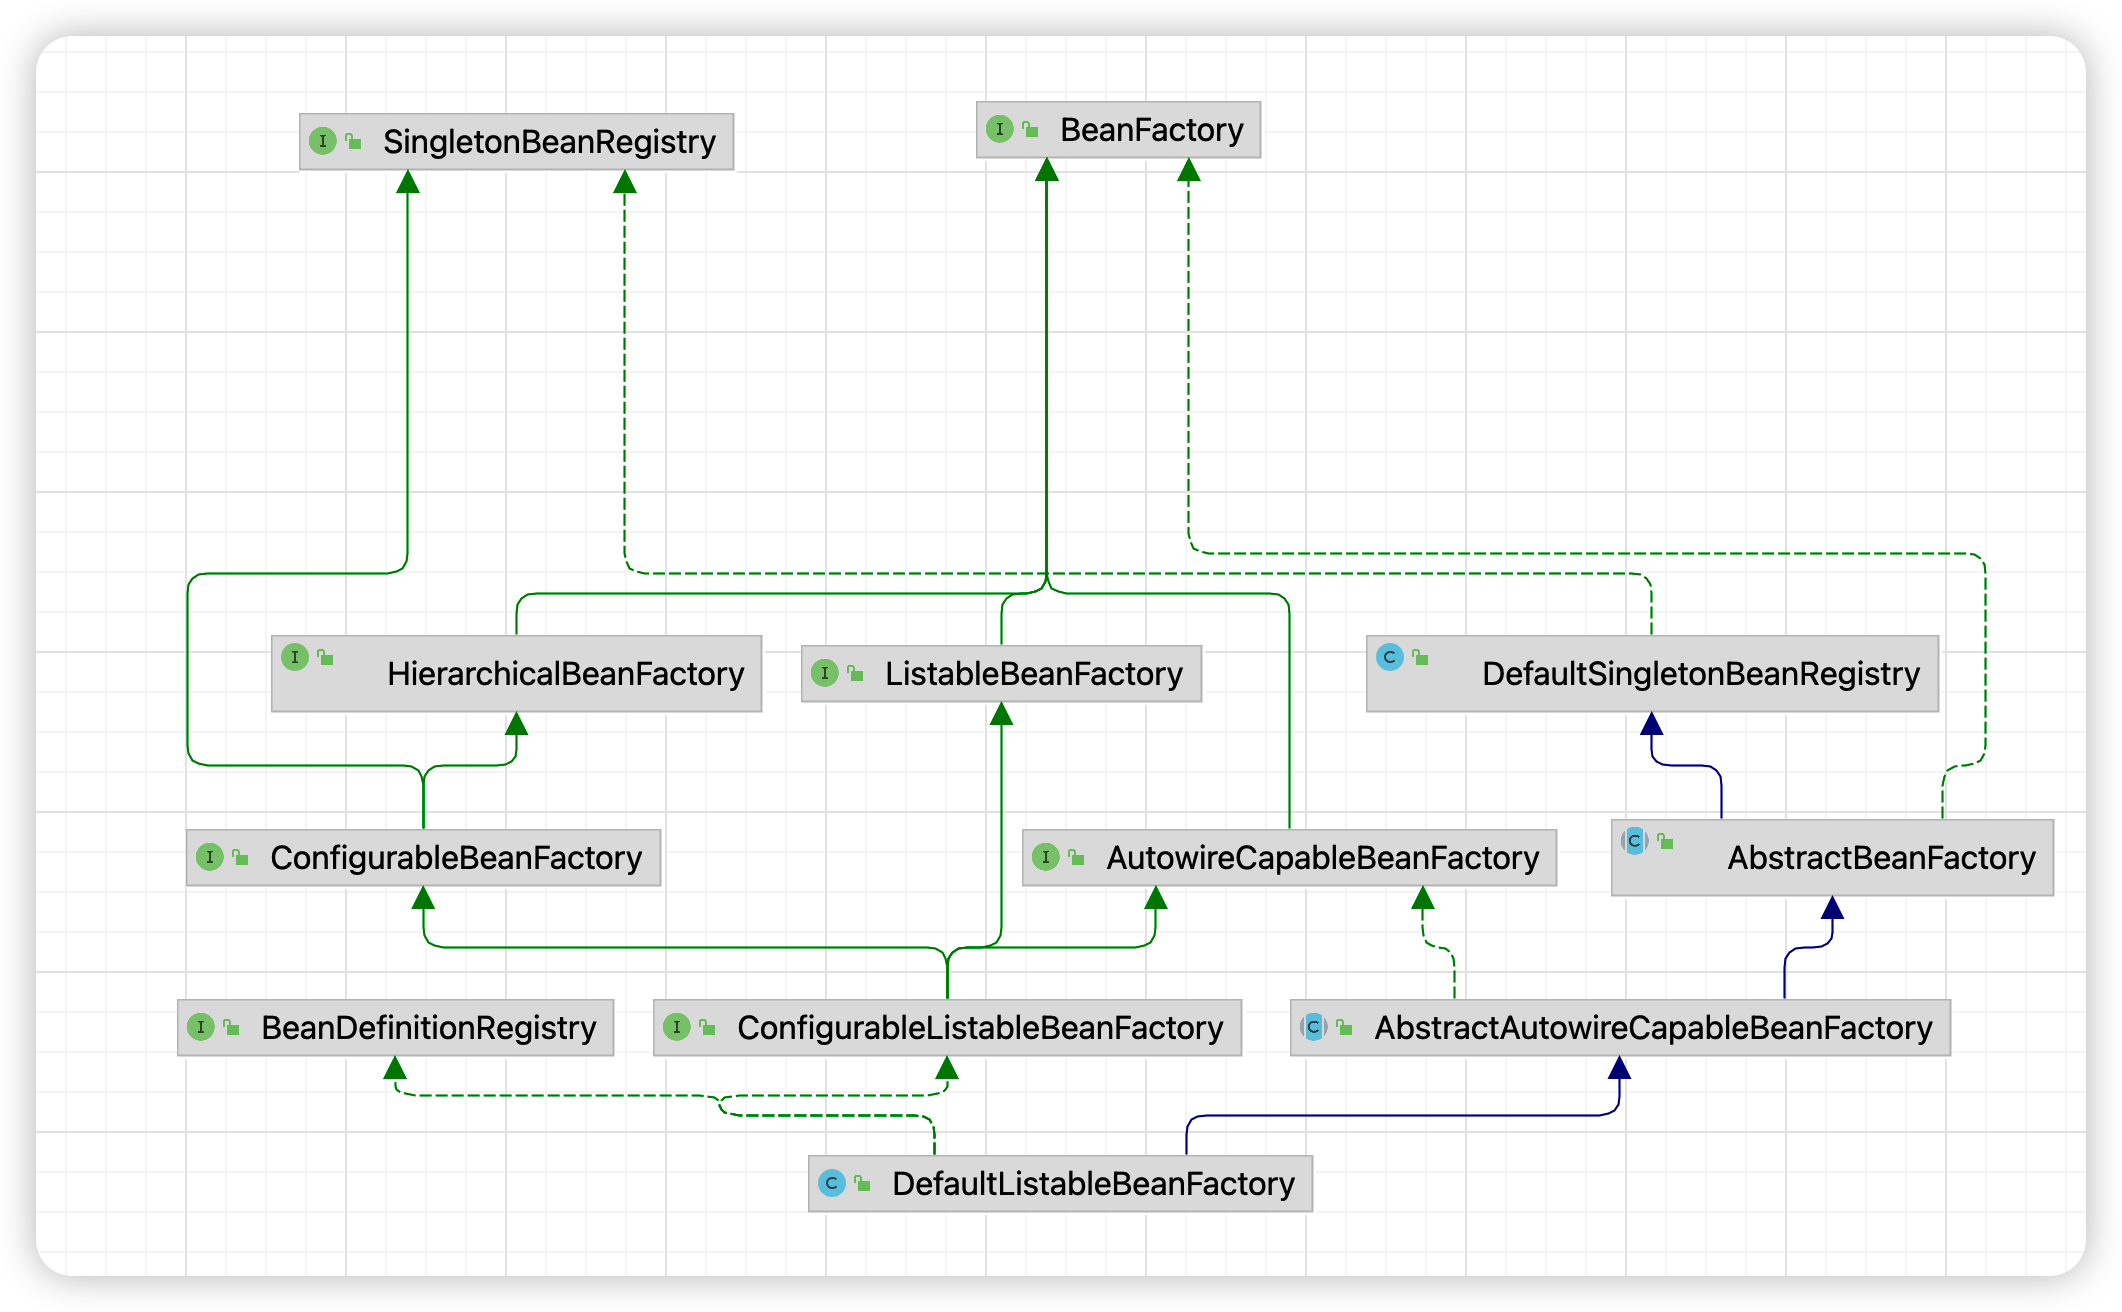 I SingletonBeanRegistry
I BeanFactory
I HierarchicalBeanFactory
I ListableBeanFactory
C DefaultSingletonBeanRegistry
I ConfigurableBeanFactory
I AutowireCapableBeanFactory
C AbstractBeanFactory
I BeanDefinitionRegistry
I ConfigurableListableBeanFactory
C AbstractAutowireCapableBeanFactory
C DefaultListableBeanFactory